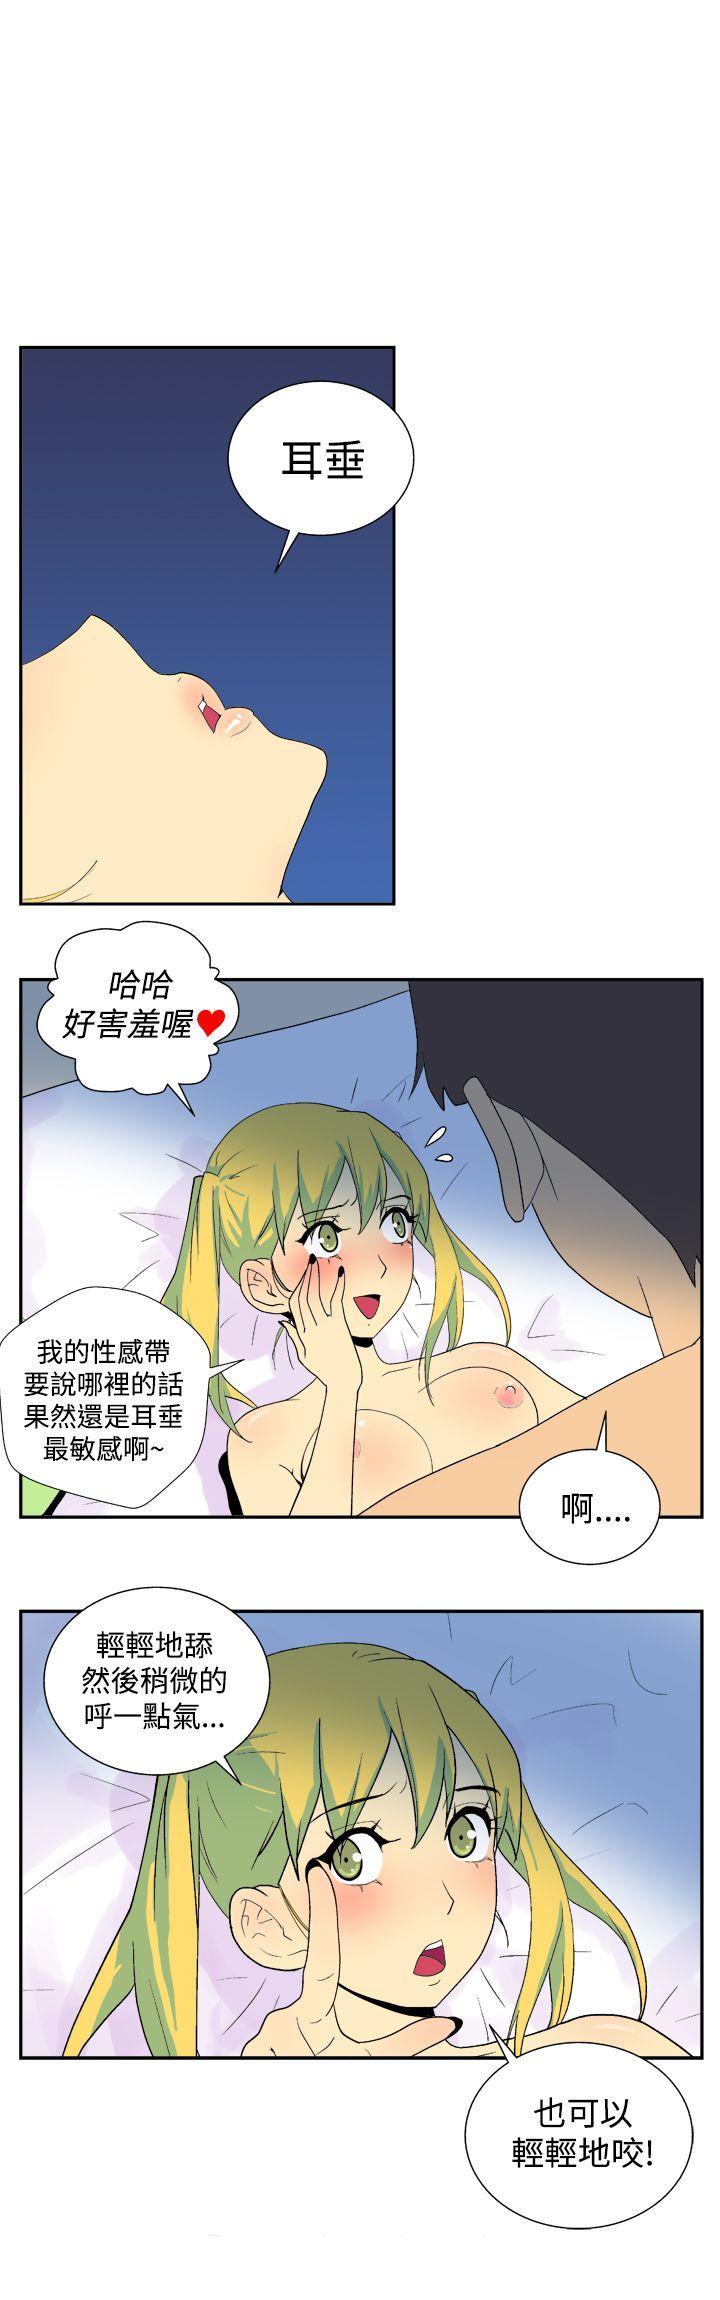 耳垂
哈哈
好害羞喔♥
我的性感帶
要說哪裡的話
果然還是耳垂
最敏感啊~
啊....
輕輕地舔
然後稍微的
呼一點氣...
也可以
輕輕地咬!